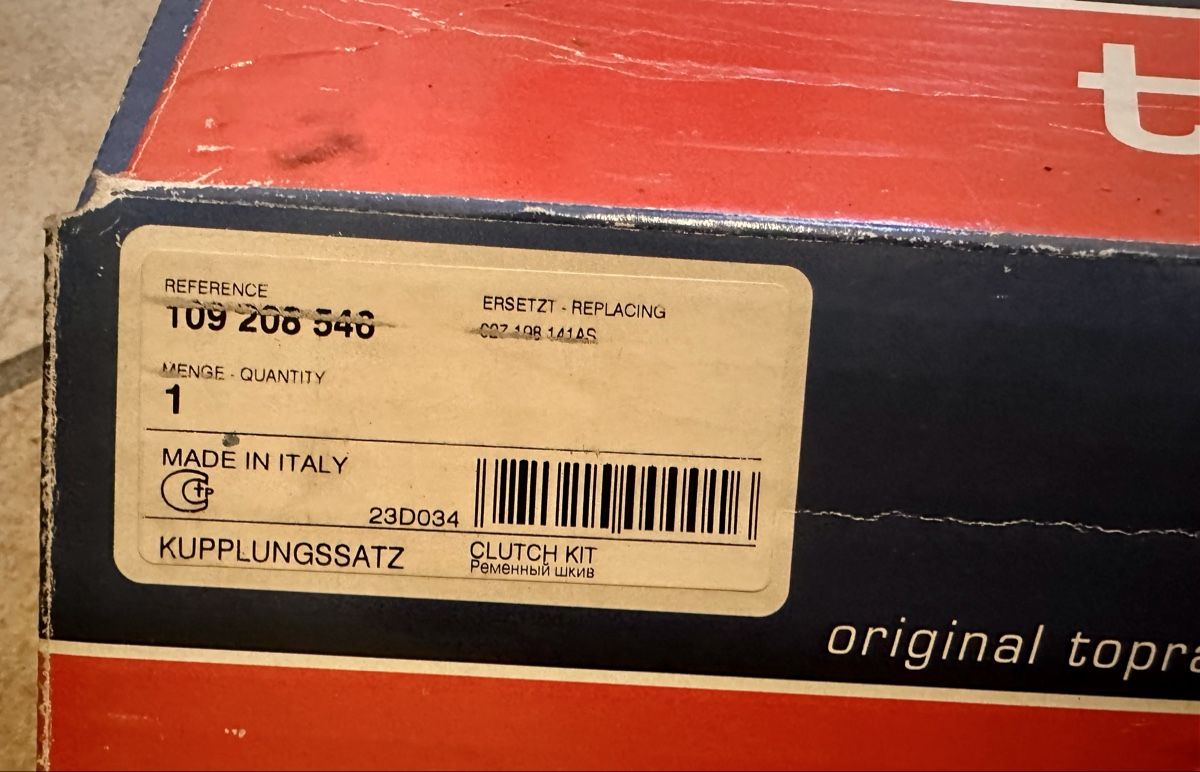 t
REFERENCE
109 208 546
ERSETZT - REPLACING
027 198 141AS
MENGE - QUANTITY
1
MADE IN ITALY
23D034
KUPPLUNGSSATZ
CLUTCH KIT
Ременный шкив
original topra